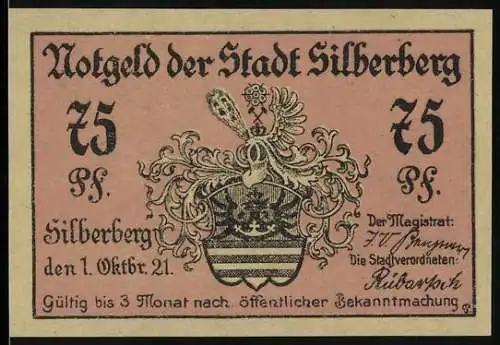 Notgeld der Stadt Silberberg
75 75
Pf. Pf.
Silberberg
den 1. Oktbr. 21.
Der Magistrat:
Die Stadtverordneten:
Gültig bis 3 Monat nach öffentlicher Bekanntmachung